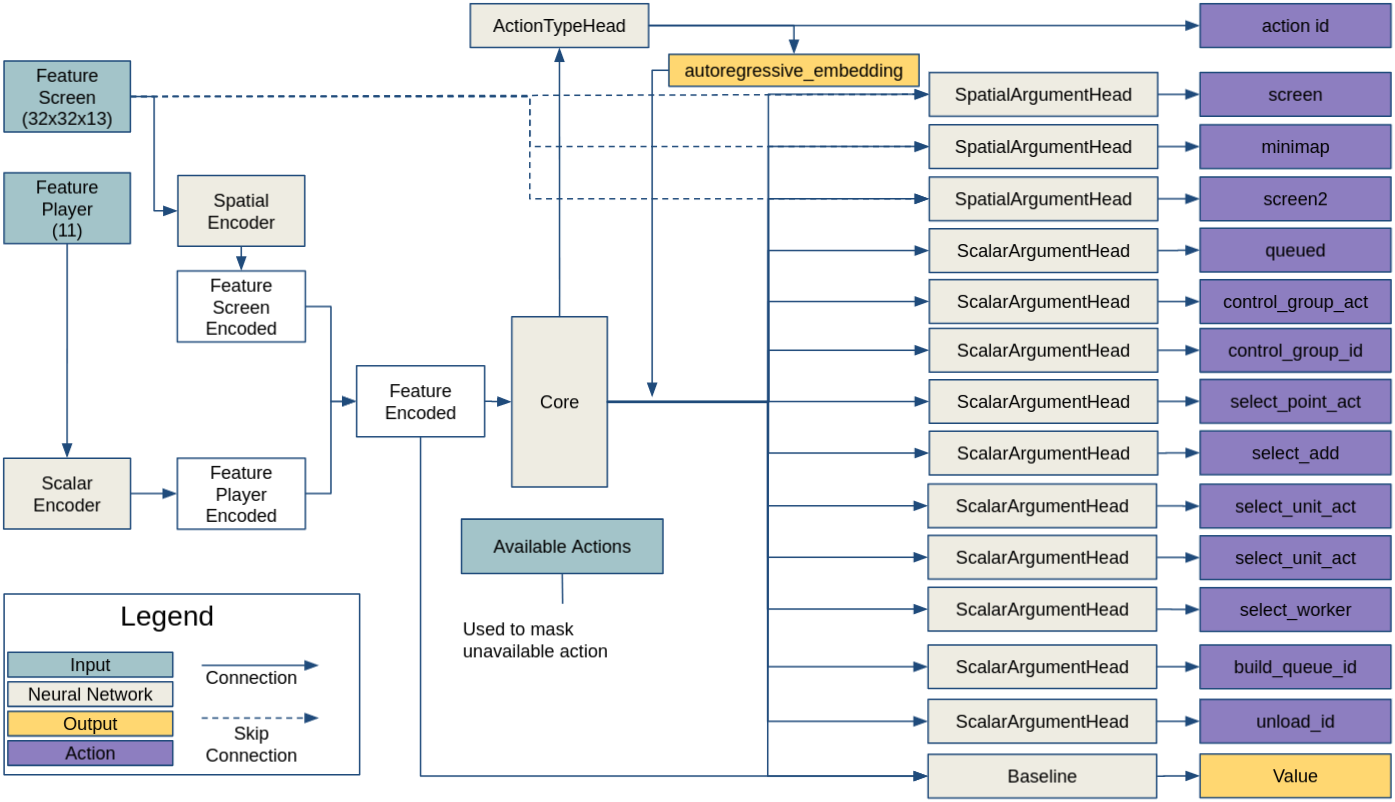 ActionTypeHead
action id
autoregressive_embedding
Feature
Screen
(32x32x13)
SpatialArgumentHead
screen
SpatialArgumentHead
minimap
Feature
Player
(11)
Spatial
Encoder
SpatialArgumentHead
screen2
ScalarArgumentHead
queued
Feature
Screen
Encoded
ScalarArgumentHead
control_group_act
ScalarArgumentHead
control_group_id
Feature
Encoded
Core
ScalarArgumentHead
select_point_act
ScalarArgumentHead
select_add
Scalar
Encoder
Feature
Player
Encoded
ScalarArgumentHead
select_unit_act
Available Actions
ScalarArgumentHead
select_unit_act
Used to mask
unavailable action
ScalarArgumentHead
select_worker
ScalarArgumentHead
build_queue_id
ScalarArgumentHead
unload_id
Baseline
Value
Legend
Input
Neural Network
Output
Action
Connection
Skip
Connection